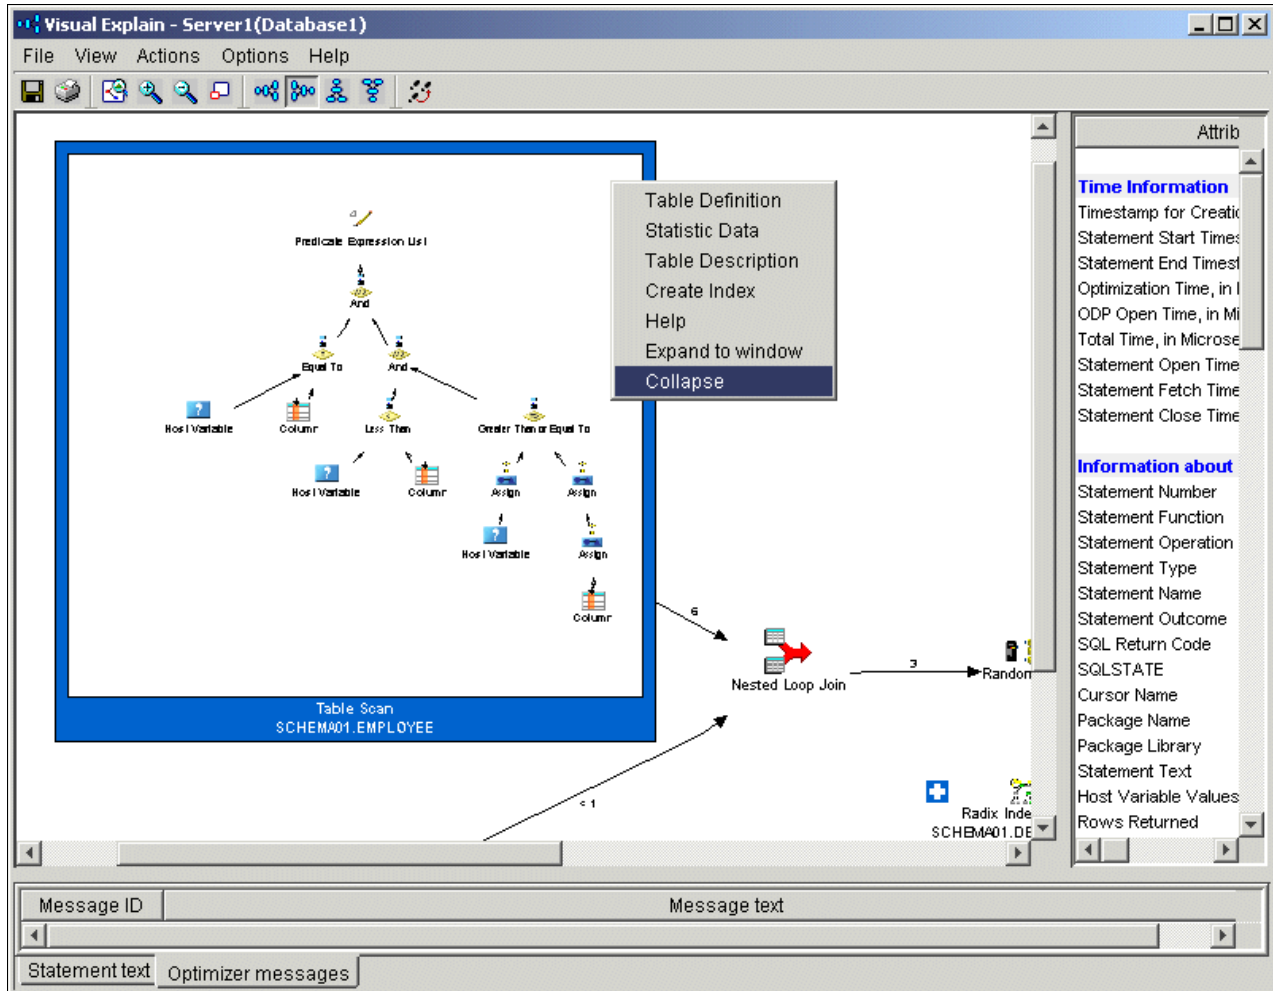 Visual Explain - Server1(Database1)
File View Actions Options Help
Attrib
Table Definition
Statistic Data
Table Description
Create Index
Help
Expand to window
Collapse
Predicate Expression List
And
Equal To
And
Host Variable
Column
Less Than
Greater Than or Equal To
Host Variable
Column
Assign
Assign
Host Variable
Assign
Column
Table Scan
SCHEMA01.EMPLOYEE
6
Nested Loop Join
3
Random
< 1
Radix Inde
SCHEMA01.DE
Time Information
Timestamp for Creatio
Statement Start Times
Statement End Timest
Optimization Time, in
ODP Open Time, in Mi
Total Time, in Microse
Statement Open Time
Statement Fetch Time
Statement Close Time
Information about
Statement Number
Statement Function
Statement Operation
Statement Type
Statement Name
Statement Outcome
SQL Return Code
SQLSTATE
Cursor Name
Package Name
Package Library
Statement Text
Host Variable Values
Rows Returned
Message ID Message text
Statement text Optimizer messages